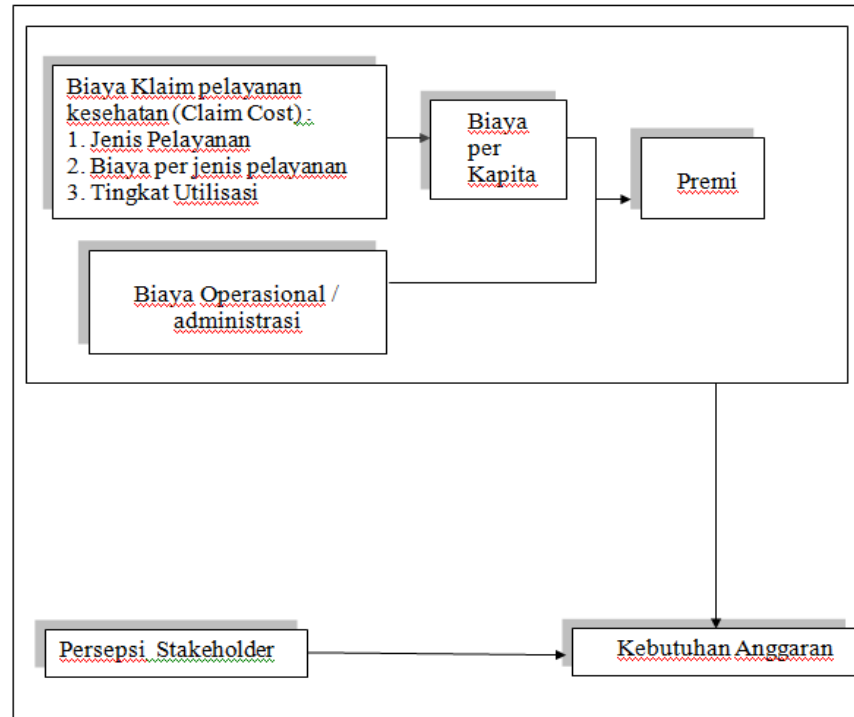 Biaya Klaim pelayanan
kesehatan (Claim Cost) :
1. Jenis Pelayanan
2. Biaya per jenis pelayanan
3. Tingkat Utilisasi
Biaya
per
Kapita
Premi
Biaya Operasional /
administrasi
Persepsi Stakeholder
Kebutuhan Anggaran